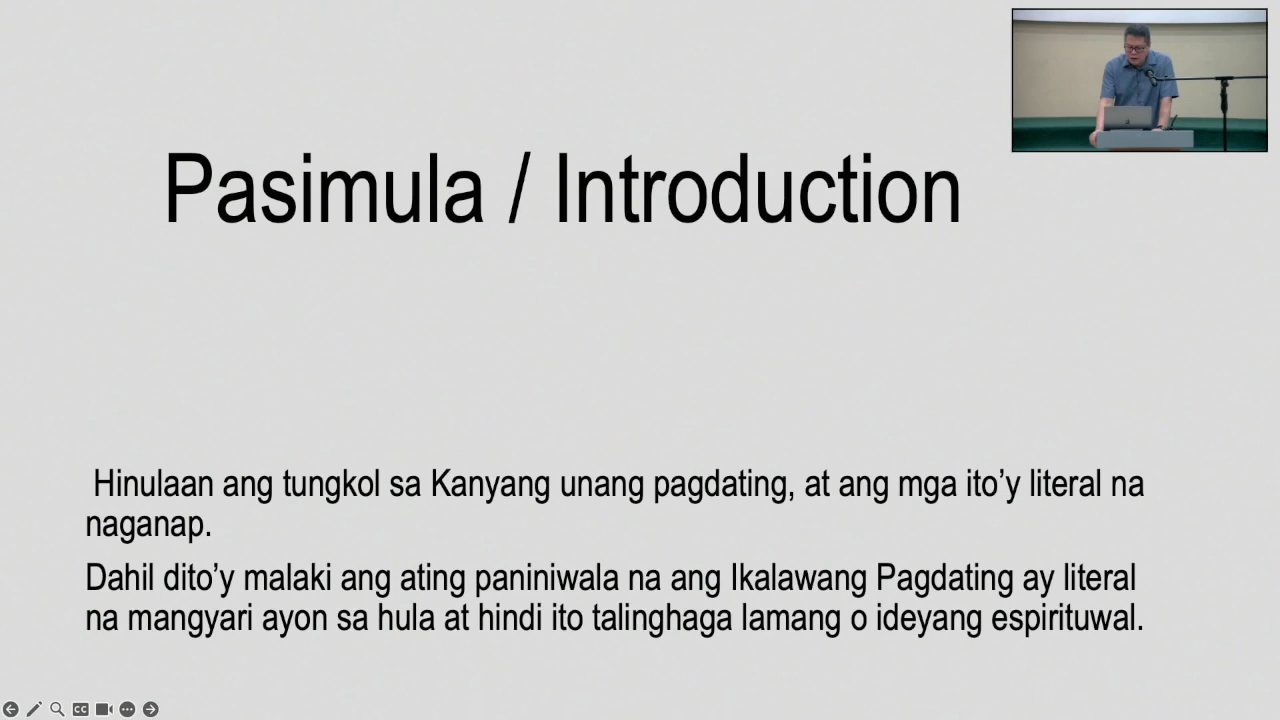 Pasimula / Introduction
Hinulaan ang tungkol sa Kanyang unang pagdating, at ang mga ito’y literal na
naganap.
Dahil dito’y malaki ang ating paniniwala na ang Ikalawang Pagdating ay literal
na mangyari ayon sa hula at hindi ito talinghaga lamang o ideyang espirituwal.
CC